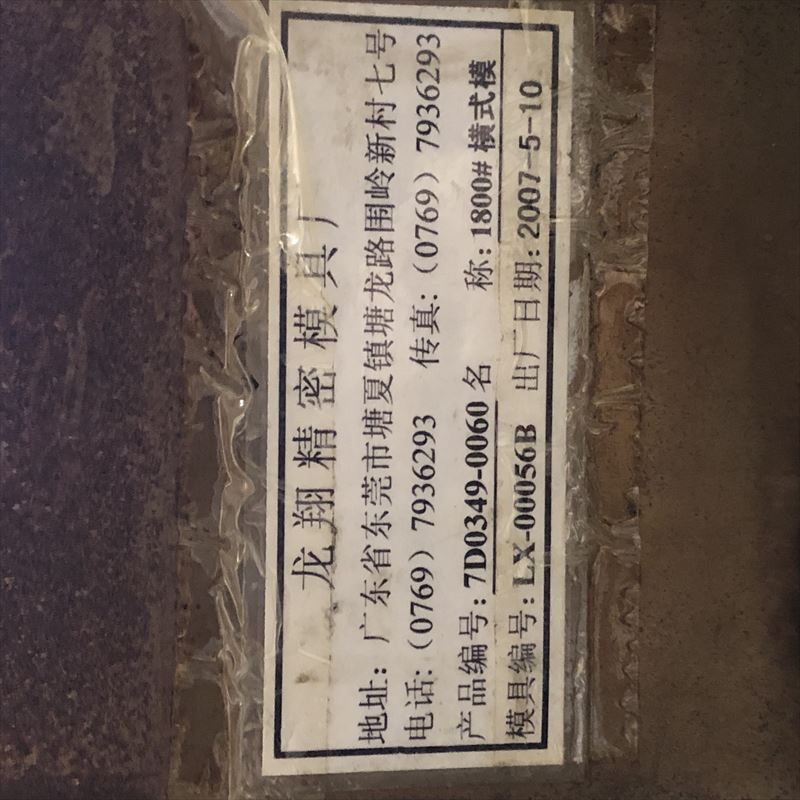 龙翔精密模具厂
地址：广东省东莞市塘夏镇塘龙路围岭新村七号
电话:（0769）7936293 传真:（0769）7936293
产品编号: 7D0349-0060 名 称: 1800# 横式模
模具编号: LX-00056B 出厂日期: 2007-5-10